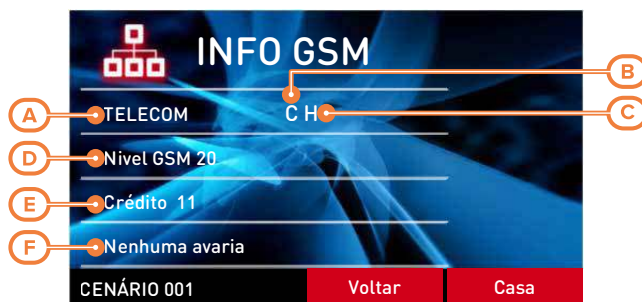 INFO GSM
B
A TELECOM C H C
D Nivel GSM 20
E Crédito 11
F Nenhuma avaria
CENÁRIO 001 Voltar Casa